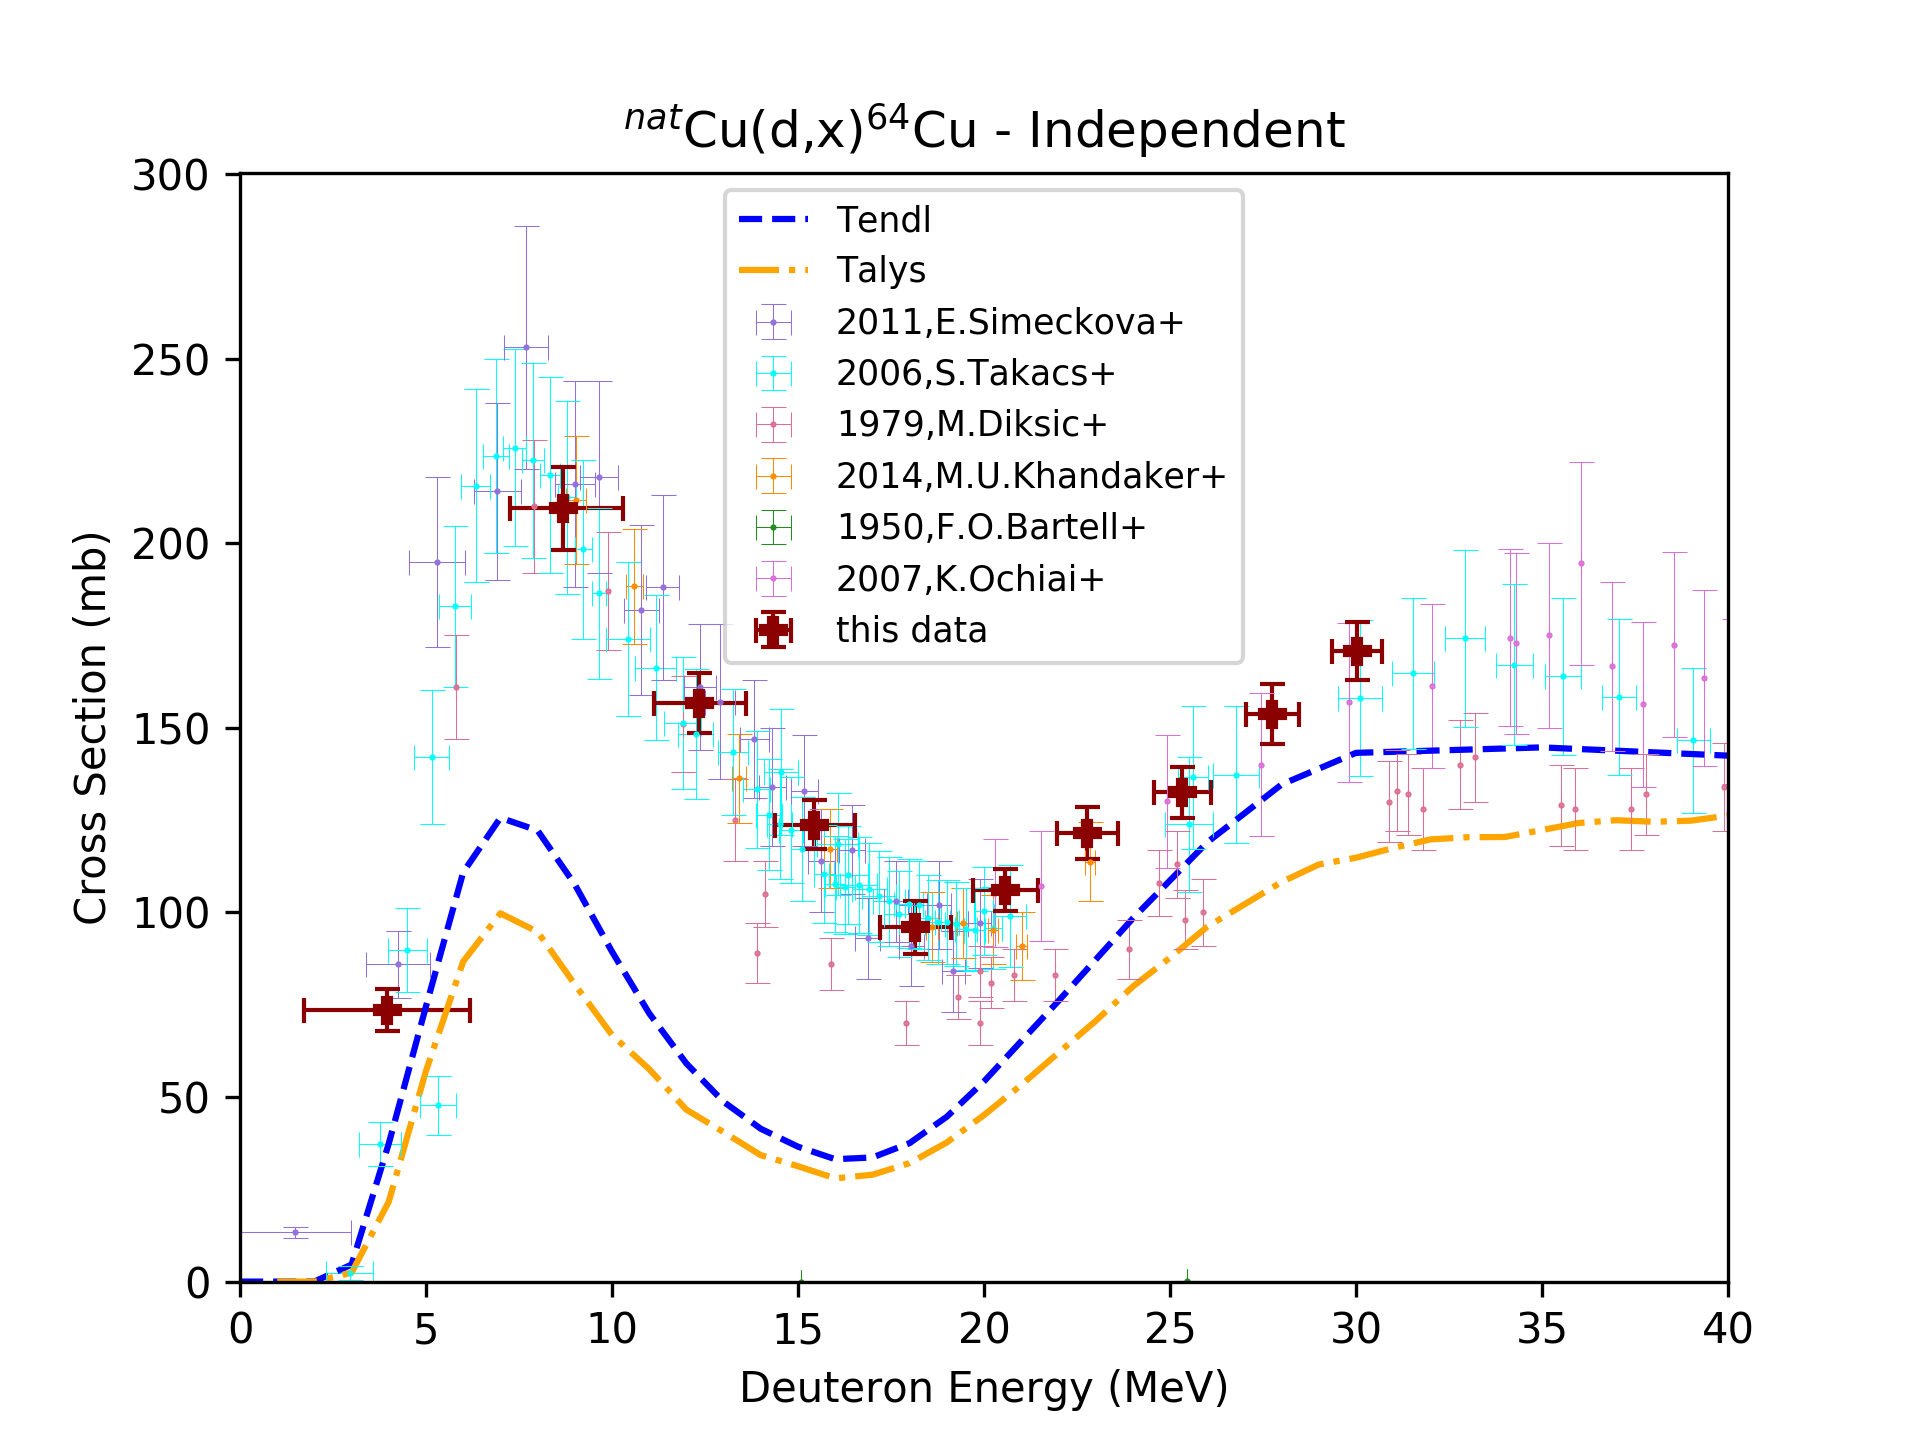 natCu(d,x)64Cu - Independent
300
250
200
150
100
50
0
Cross Section (mb)
Tendl
Talys
2011,E.Simeckova+
2006,S.Takacs+
1979,M.Diksic+
2014,M.U.Khandaker+
1950,F.O.Bartell+
2007,K.Ochiai+
this data
0 5 10 15 20 25 30 35 40
Deuteron Energy (MeV)